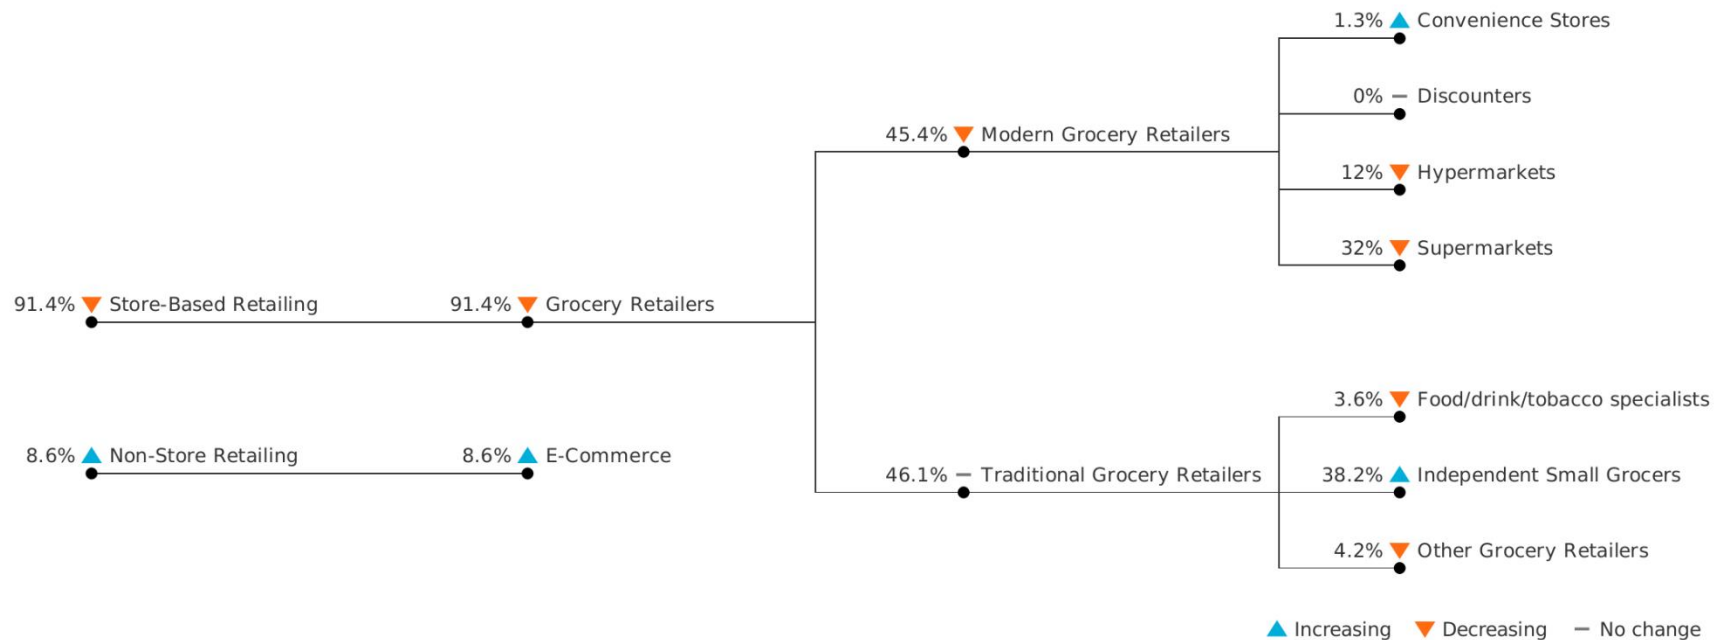 1.3% Convenience Stores
0% – Discounters
45.4% Modern Grocery Retailers
12% Hypermarkets
32% Supermarkets
91.4% Store-Based Retailing
91.4% Grocery Retailers
3.6% Food/drink/tobacco specialists
8.6% Non-Store Retailing
8.6% E-Commerce
46.1% – Traditional Grocery Retailers
38.2% Independent Small Grocers
4.2% Other Grocery Retailers
Increasing Decreasing – No change